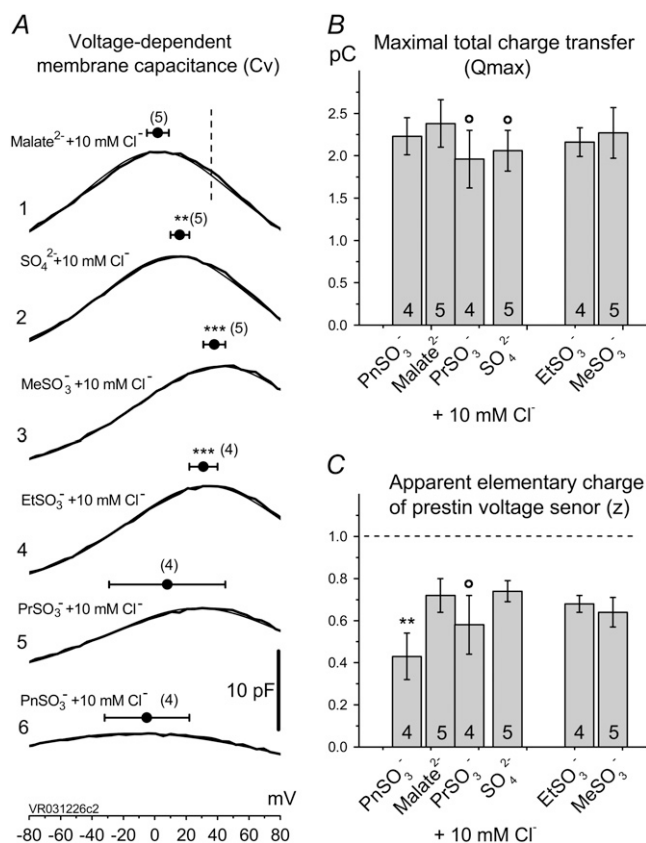 A
Voltage-dependent
membrane capacitance (Cv)
(5)
Malate²⁻+10 mM Cl⁻
1
**(5)
SO₄²⁻+10 mM Cl⁻
2
***(5)
MeSO₃⁻+10 mM Cl⁻
3
*** (4)
EtSO₃⁻+10 mM Cl⁻
4
(4)
PrSO₃⁻+10 mM Cl⁻
5
10 pF
PnSO₃⁻+10 mM Cl⁻ (4)
6
VR031226c2
mV
-80 -60 -40 -20 0 20 40 60 80
B
pC
Maximal total charge transfer
(Qmax)
2.5
2.0
1.5
1.0
0.5
0.0
4 5 4 5 4 5
PnSO₃⁻ Malate²⁻ PrSO₃⁻ SO₄²⁻ EtSO₃⁻ MeSO₃⁻
+ 10 mM Cl⁻
C
Apparent elementary charge
of prestin voltage senor (z)
1.0
0.8
0.6
0.4
0.2
0.0
**
4 5 4 5 4 5
PnSO₃⁻ Malate²⁻ PrSO₃⁻ SO₄²⁻ EtSO₃⁻ MeSO₃⁻
+ 10 mM Cl⁻